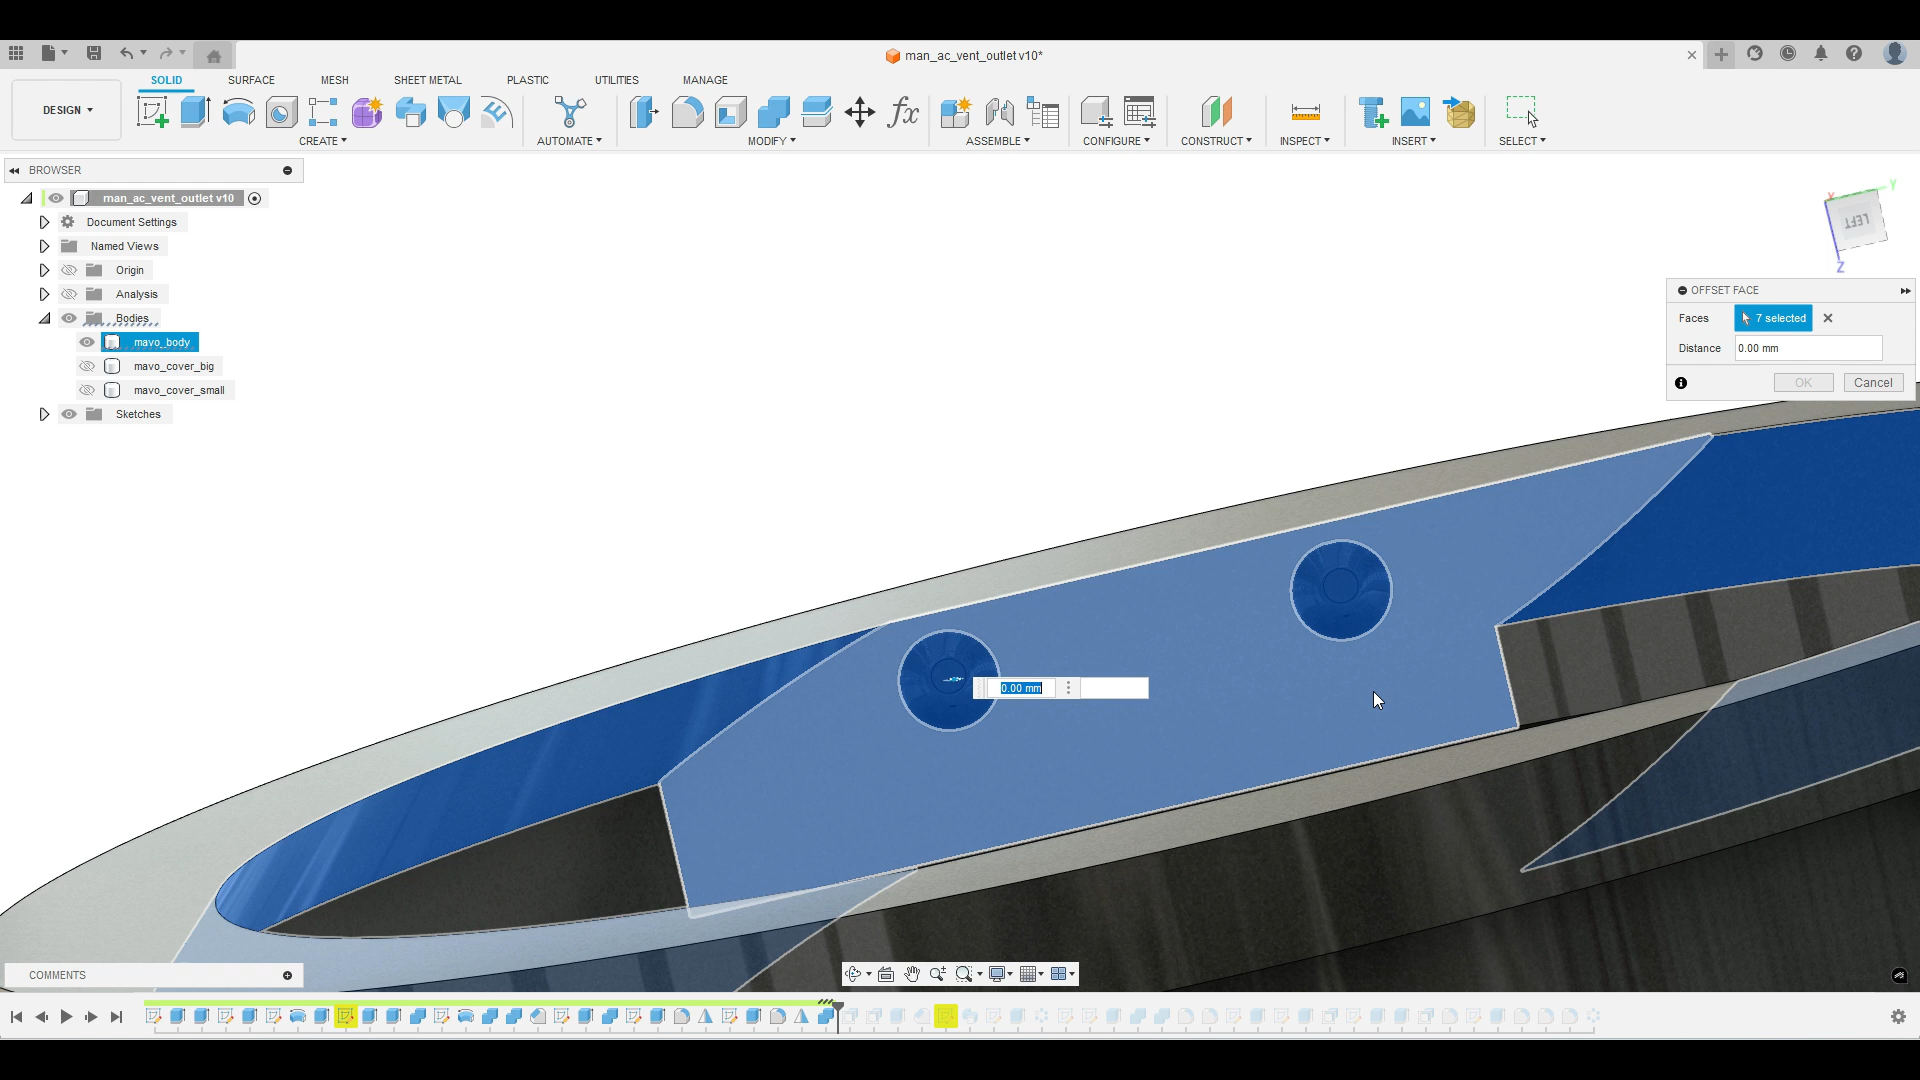 man_ac_vent_outlet v10*
SOLID SURFACE MESH SHEET METAL PLASTIC UTILITIES MANAGE
DESIGN
fx
CREATE AUTOMATE MODIFY ASSEMBLE CONFIGURE CONSTRUCT INSPECT INSERT SELECT
BROWSER
man_ac_vent_outlet v10
Document Settings
Named Views
Origin
Analysis
Bodies
mavo_body
mavo_cover_big
mavo_cover_small
Sketches
X Y
LEFT
Z
OFFSET FACE
Faces 7 selected
Distance 0.00 mm
OK Cancel
0.00 mm
COMMENTS